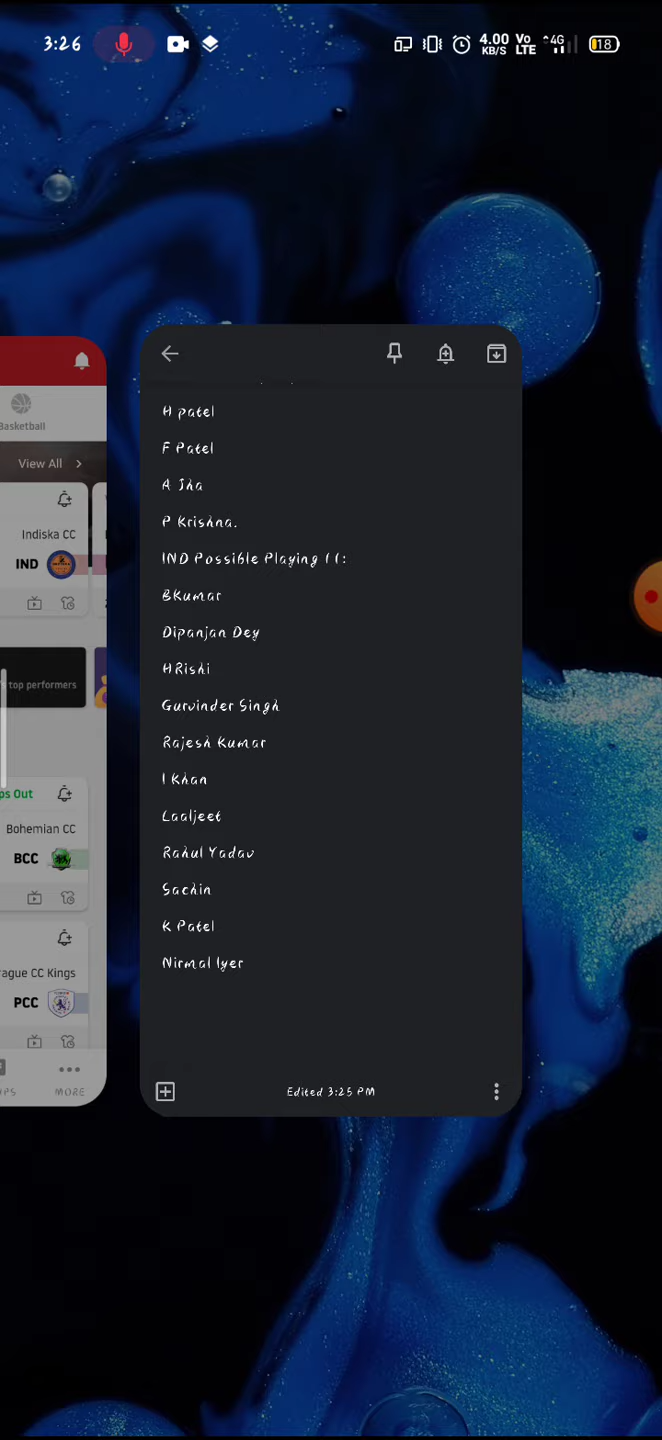 3:26
4.00 KB/S
Vo LTE
4G
18
Basketball
View All
Indiska CC
IND
top performers
Out
Bohemian CC
BCC
CC Kings
PCC
MORE
H patel
F Patel
A Jha
P Krishna.
IND Possible Playing 11:
BKumar
Dipanjan Dey
HRishi
Gurvinder Singh
Rajesh Kumar
I Khan
Laaljeet
Rahul Yadav
Sachin
K Patel
Nirmal Iyer
Edited 3:25 PM